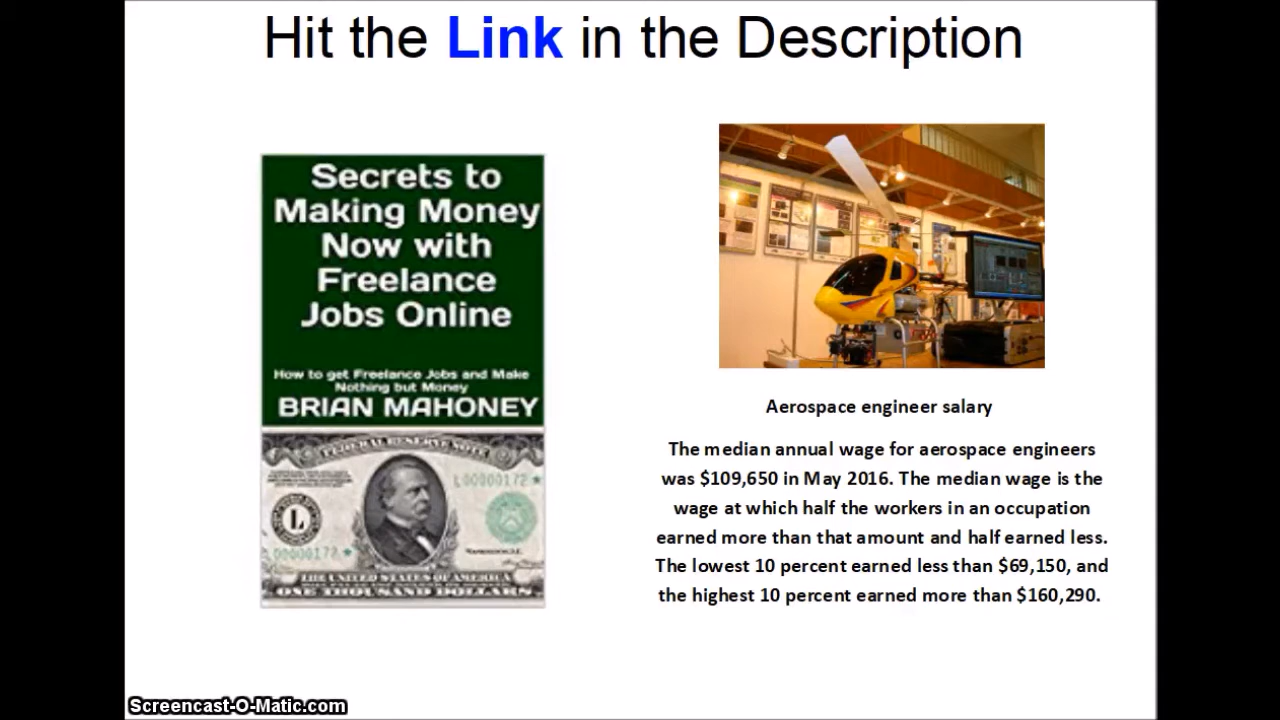 Hit the Link in the Description
Secrets to
Making Money
Now with
Freelance
Jobs Online
How to get Freelance Jobs and Make
Nothing but Money
BRIAN MAHONEY
FEDERAL RESERVE NOTE
L00000172★
L
00000172★
WASHINGTON, D.C.
THE UNITED STATES OF AMERICA
ONE THOUSAND DOLLARS
Aerospace engineer salary
The median annual wage for aerospace engineers
was $109,650 in May 2016. The median wage is the
wage at which half the workers in an occupation
earned more than that amount and half earned less.
The lowest 10 percent earned less than $69,150, and
the highest 10 percent earned more than $160,290.
Screencast-O-Matic.com